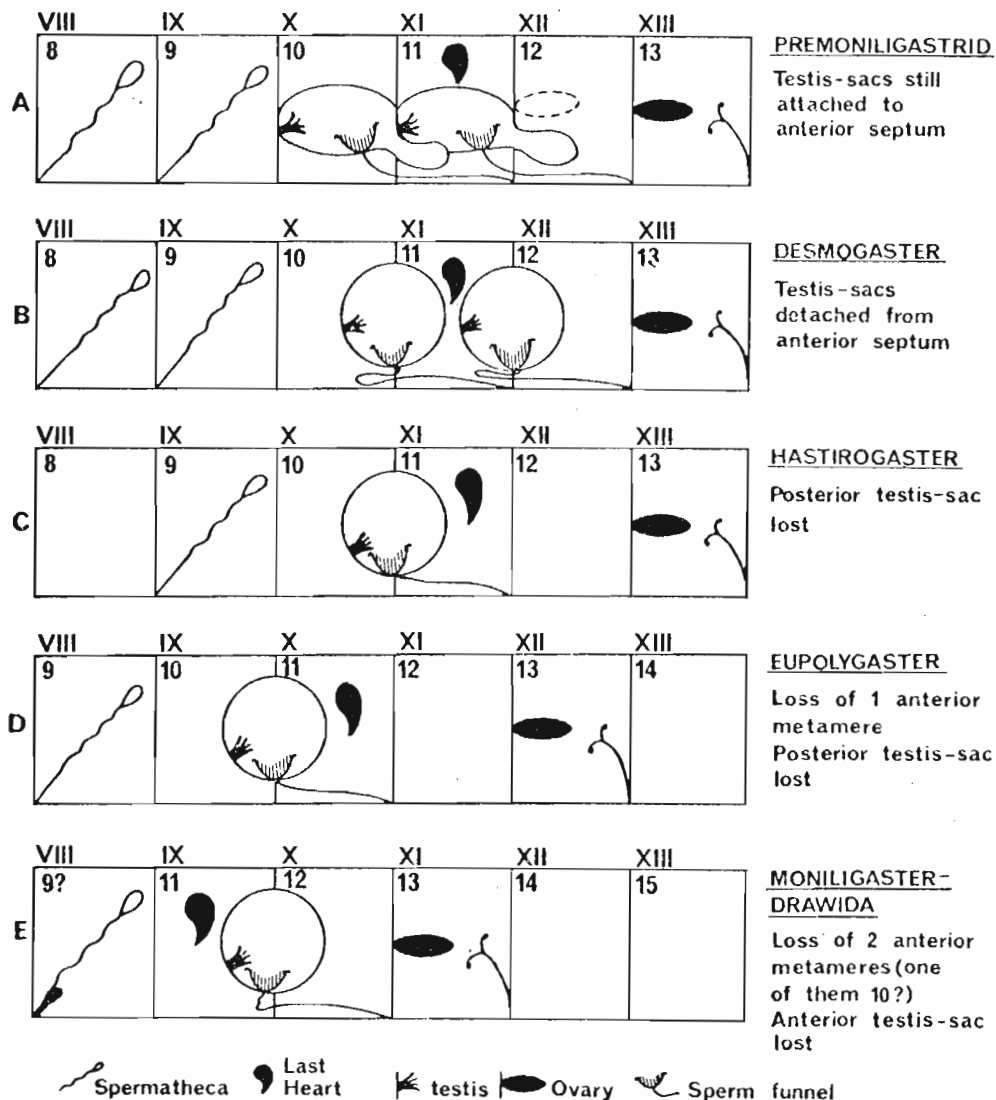 VIII IX X XI XII XIII
8 9 10 11 12 13
A
PREMONILIGASTRID
Testis-sacs still
attached to
anterior septum
VIII IX X XI XII XIII
8 9 10 11 12 13
B
DESMOGASTER
Testis-sacs
detached from
anterior septum
VIII IX X XI XII XIII
8 9 10 11 12 13
C
HASTIROGASTER
Posterior testis-sac
lost
VIII IX X XI XII XIII
9 10 11 12 13 14
D
EUPOLYGASTER
Loss of 1 anterior
metamere
Posterior testis-sac
lost
VIII IX X XI XII XIII
9? 11 12 13 14 15
E
MONILIGASTER-
DRAWIDA
Loss of 2 anterior
metameres (one
of them 10?)
Anterior testis-sac
lost
Spermatheca Last Heart testis Ovary Sperm funnel